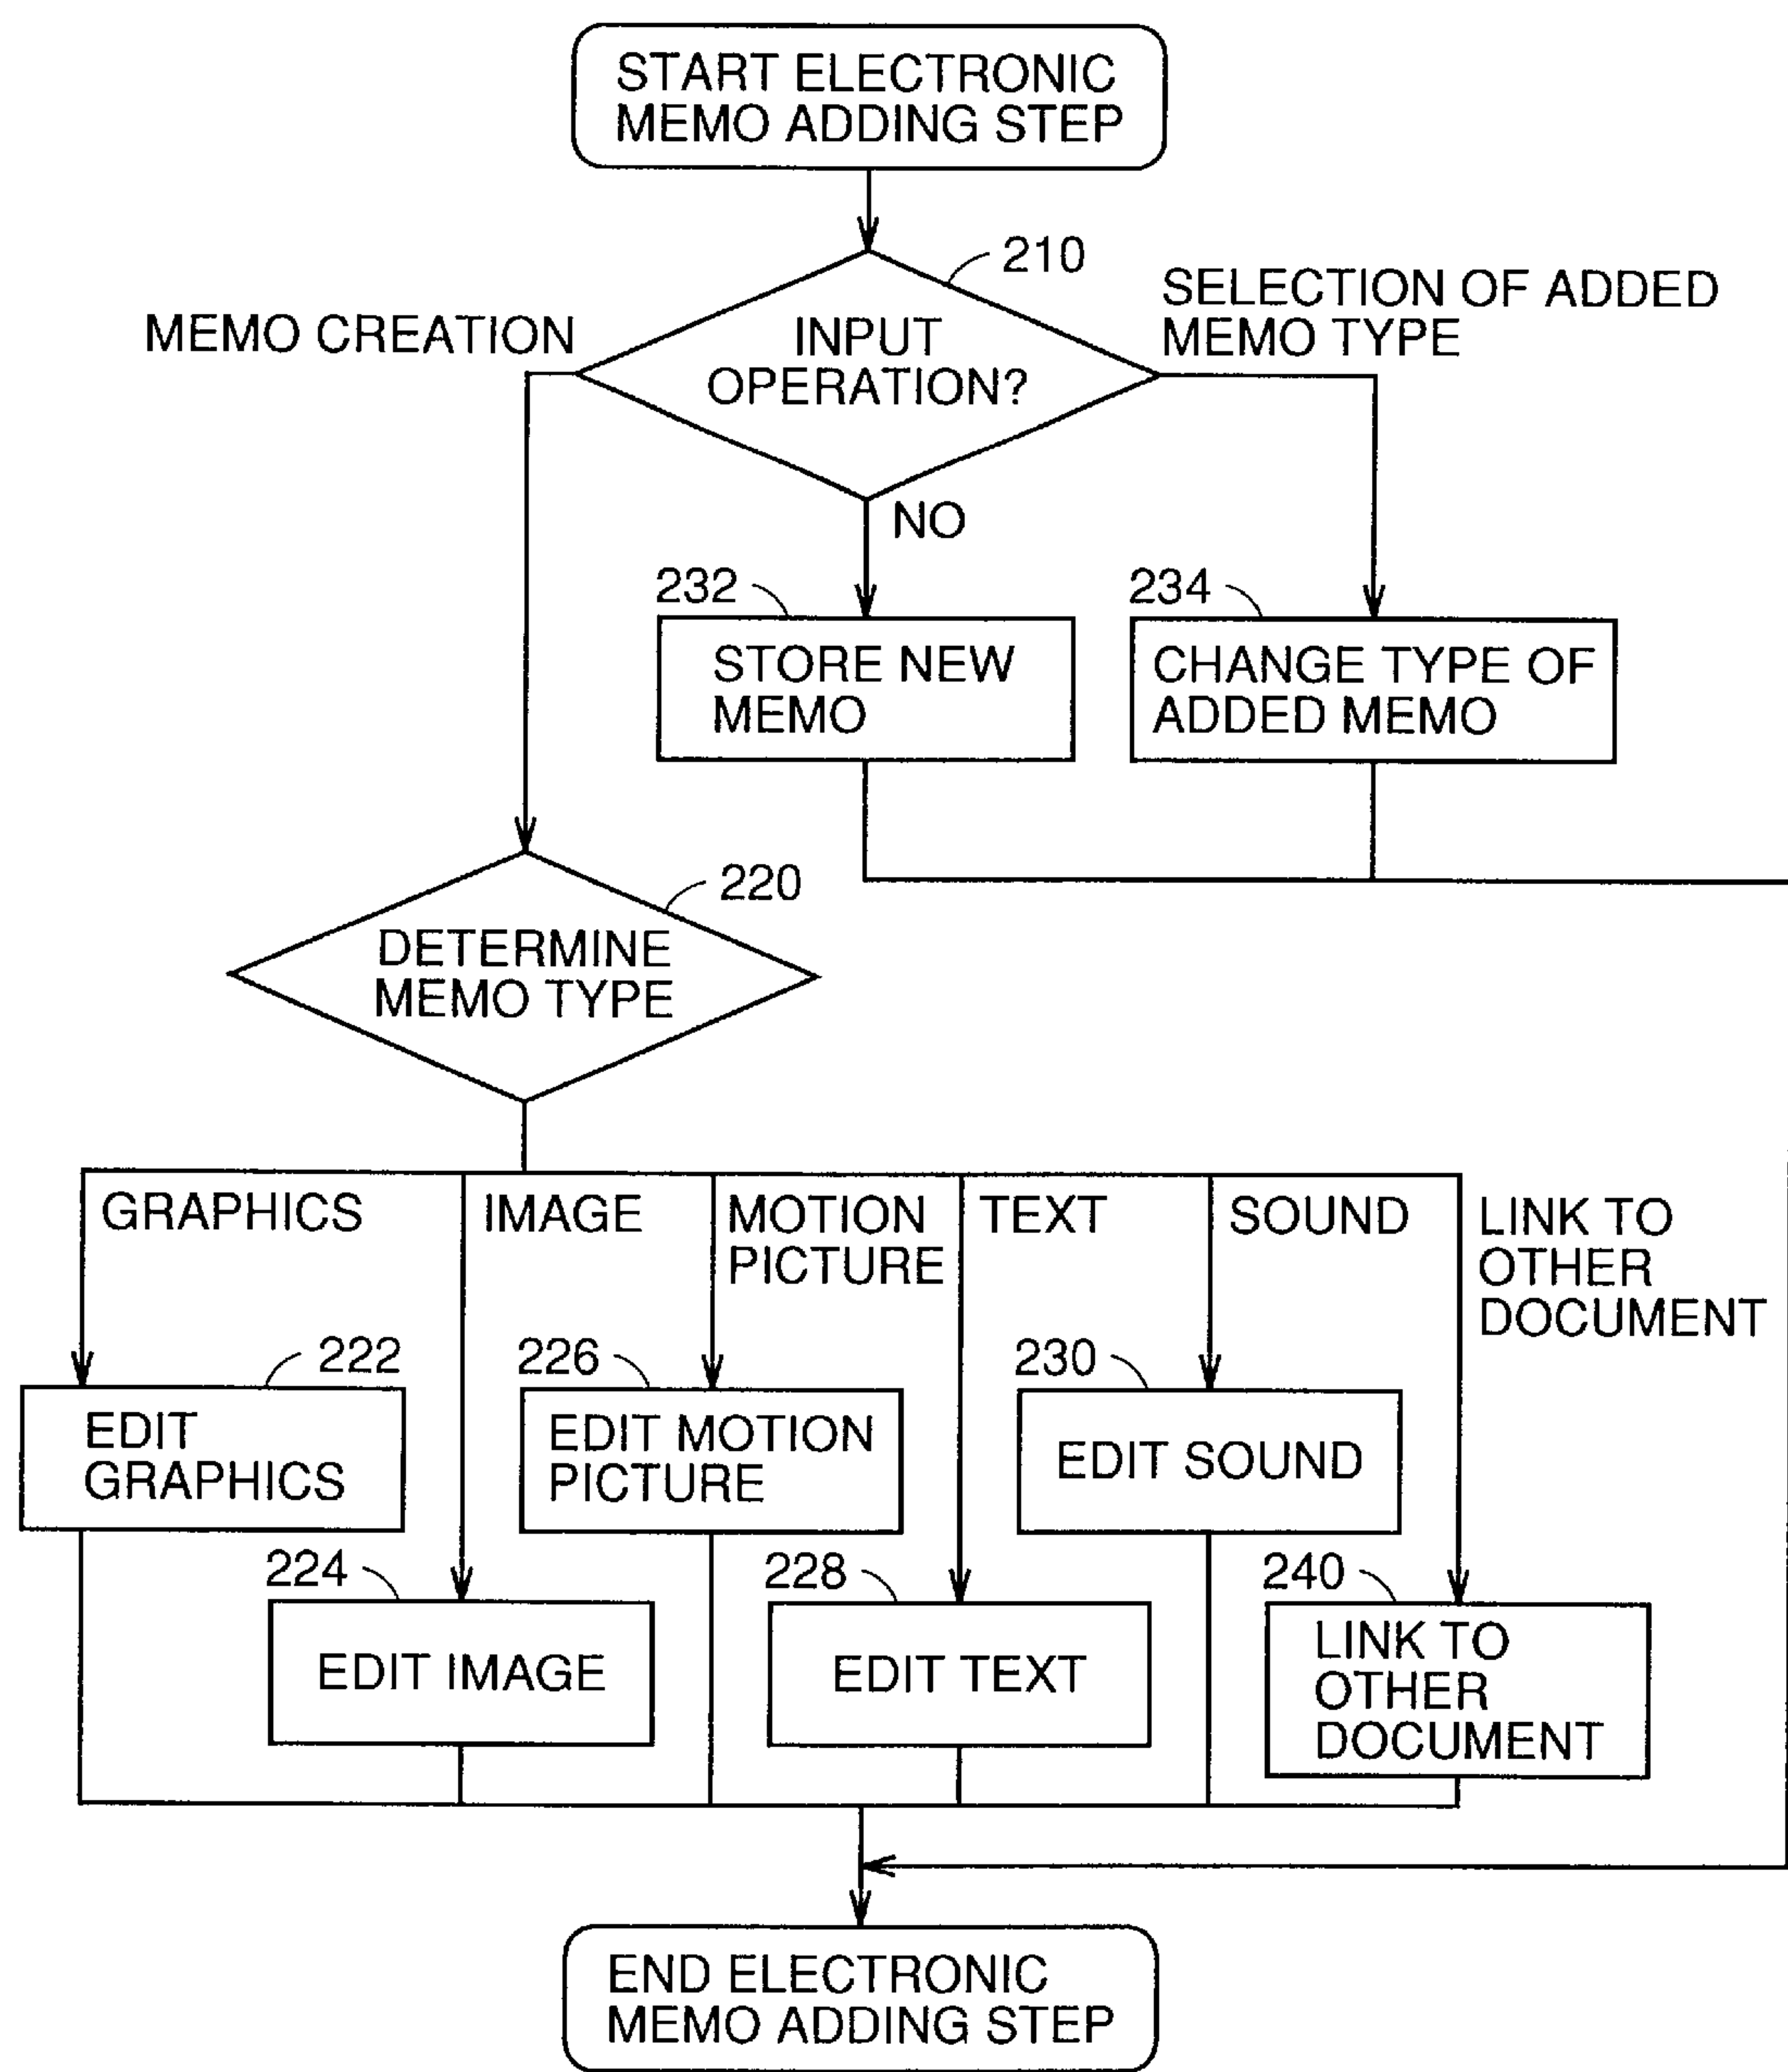 START ELECTRONIC
MEMO ADDING STEP
210
MEMO CREATION
INPUT
OPERATION?
SELECTION OF ADDED
MEMO TYPE
NO
232
STORE NEW
MEMO
234
CHANGE TYPE OF
ADDED MEMO
220
DETERMINE
MEMO TYPE
GRAPHICS
IMAGE
MOTION
PICTURE
TEXT
SOUND
LINK TO
OTHER
DOCUMENT
222
EDIT
GRAPHICS
226
EDIT MOTION
PICTURE
230
EDIT SOUND
224
EDIT IMAGE
228
EDIT TEXT
240
LINK TO
OTHER
DOCUMENT
END ELECTRONIC
MEMO ADDING STEP